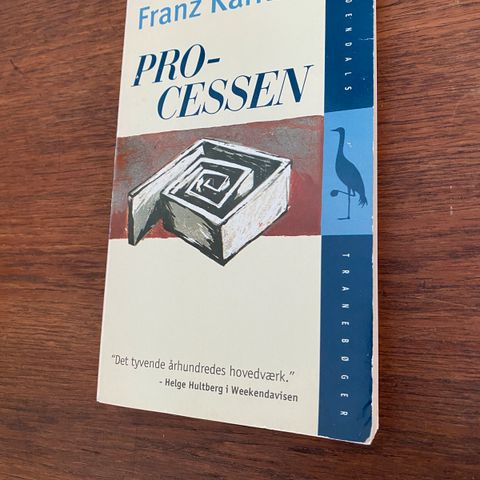 Franz
PRO-
CESSEN
"Det tyvende århundredes hovedværk."
- Helge Hultberg i Weekendavisen
TRANEBØGER